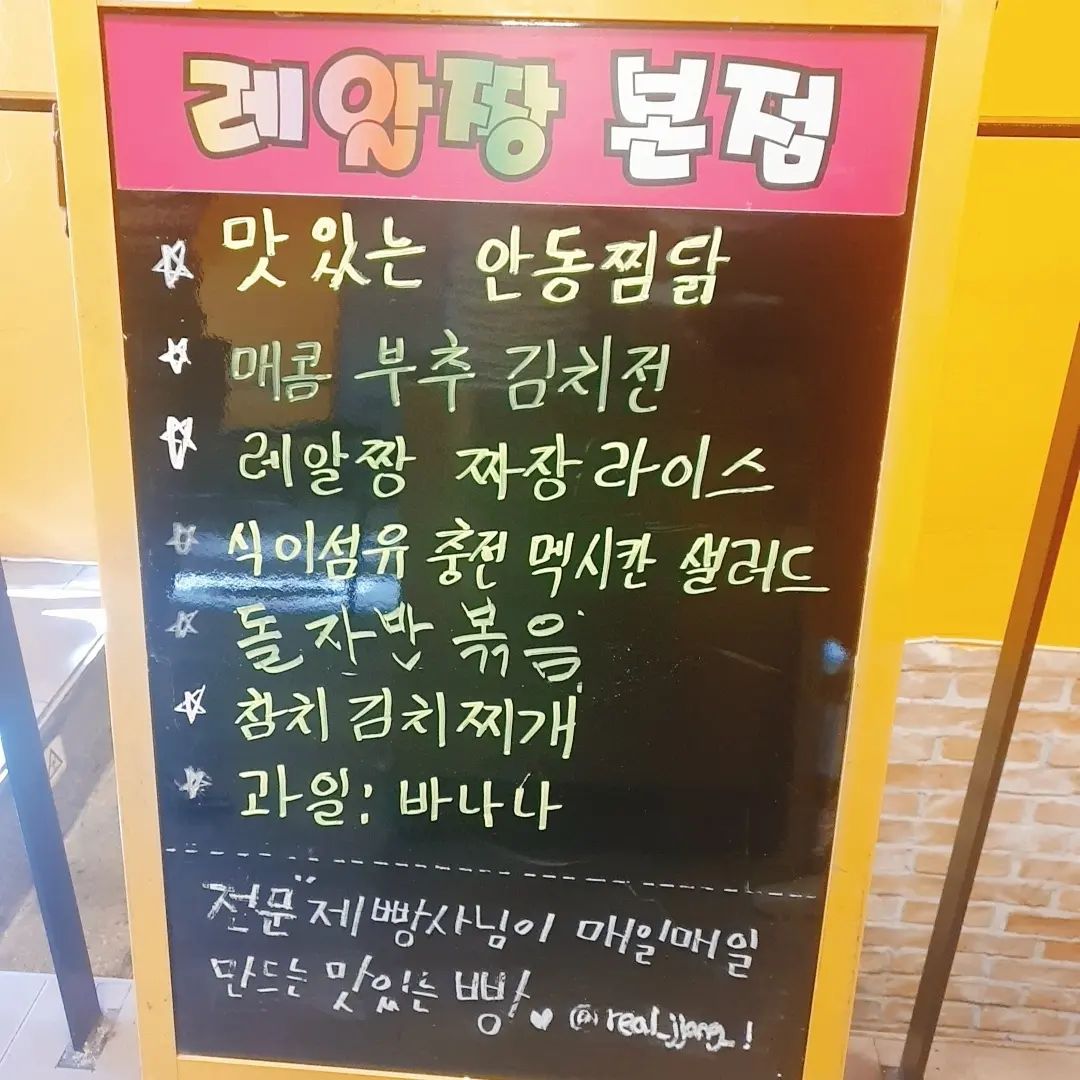 레알짱 본점
맛있는 안동찜닭
매콤 부추 김치전
레알짱 짜장라이스
식이섬유 충전 멕시칸 샐러드
돌자반 볶음
참치김치찌개
과일: 바나나
전문" 제빵사님이 매일매일
만드는 맛있는 빵 ♥ @real_jjang_!